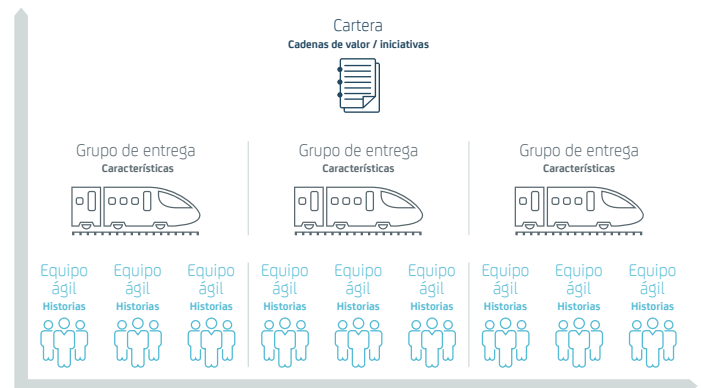 Cartera
Cadenas de valor / iniciativas
Grupo de entrega
Características
Grupo de entrega
Características
Grupo de entrega
Características
Equipo
ágil
Historias
Equipo
ágil
Historias
Equipo
ágil
Historias
Equipo
ágil
Historias
Equipo
ágil
Historias
Equipo
ágil
Historias
Equipo
ágil
Historias
Equipo
ágil
Historias
Equipo
ágil
Historias